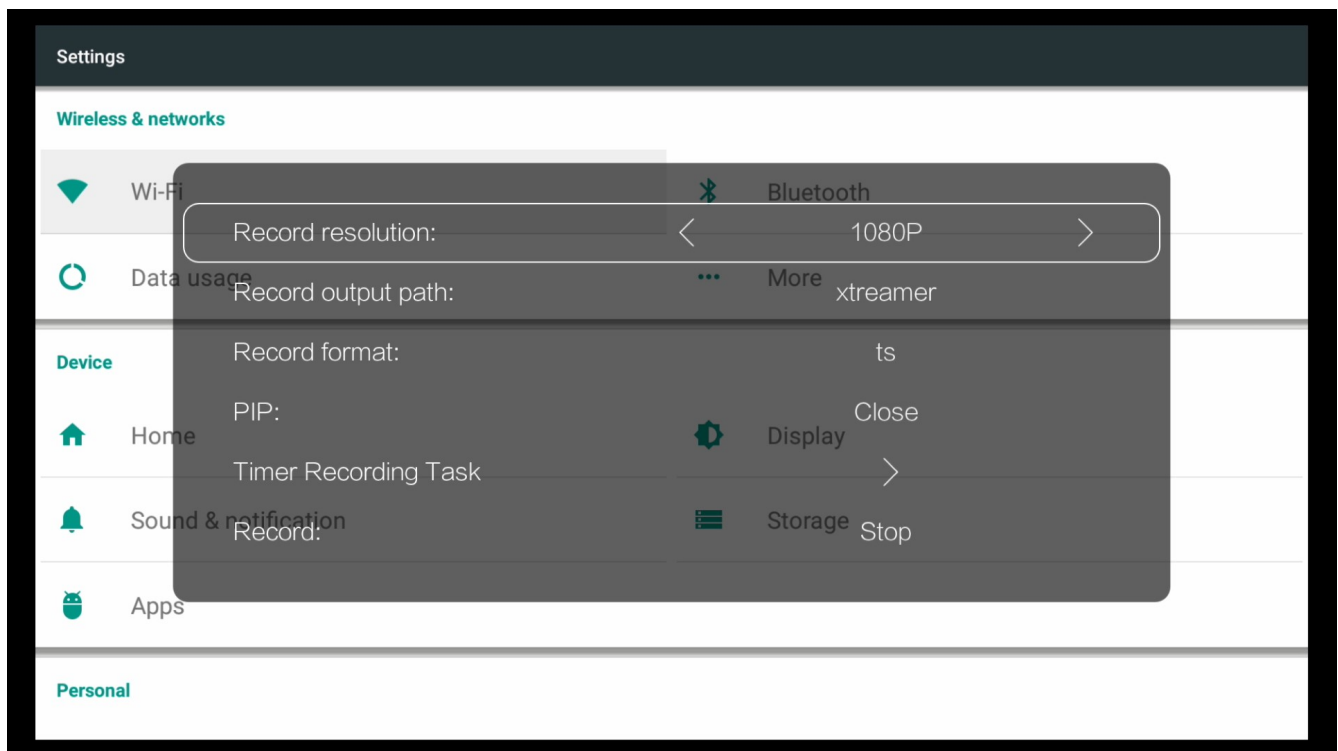 Settings
Wireless & networks
Wi-Fi
Bluetooth
Record resolution:
1080P
Data usage
More
Record output path:
xtreamer
Device
Record format:
ts
PIP:
Close
Home
Display
Timer Recording Task
Sound & notification
Storage
Record:
Stop
Apps
Personal